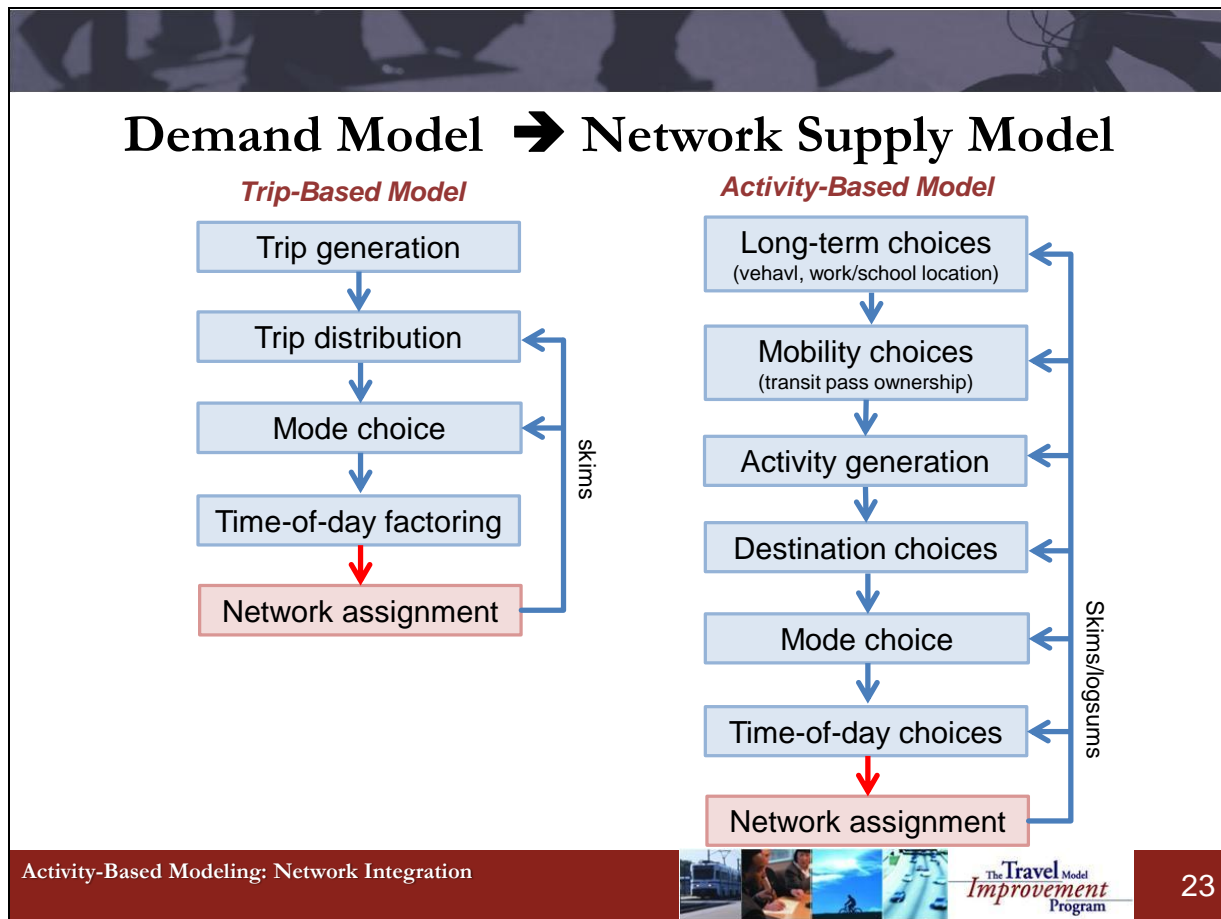 Demand Model ➔ Network Supply Model
Trip-Based Model
Trip generation
Trip distribution
Mode choice
Time-of-day factoring
Network assignment
skims
Activity-Based Model
Long-term choices
(vehavl, work/school location)
Mobility choices
(transit pass ownership)
Activity generation
Destination choices
Mode choice
Time-of-day choices
Network assignment
Skims/logsums
Activity-Based Modeling: Network Integration
The Travel Model
Improvement
Program
23